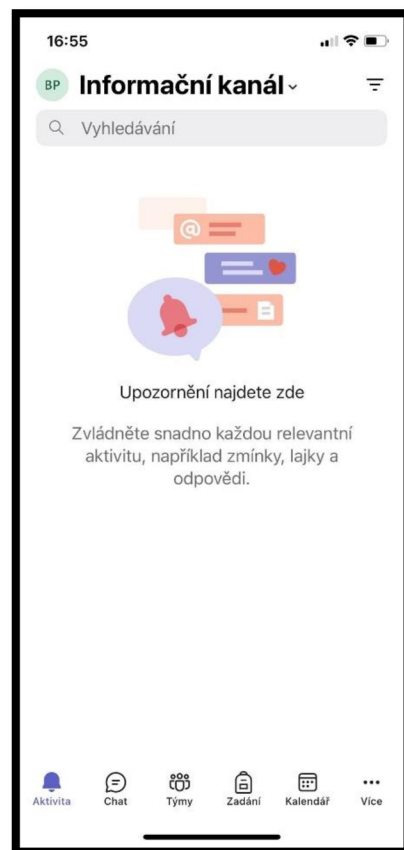 16:55
BP Informační kanál
Vyhledávání
@
Upozornění najdete zde
Zvládněte snadno každou relevantní
aktivitu, například zmínky, lajky a
odpovědi.
Aktivita Chat Týmy Zadání Kalendář Více